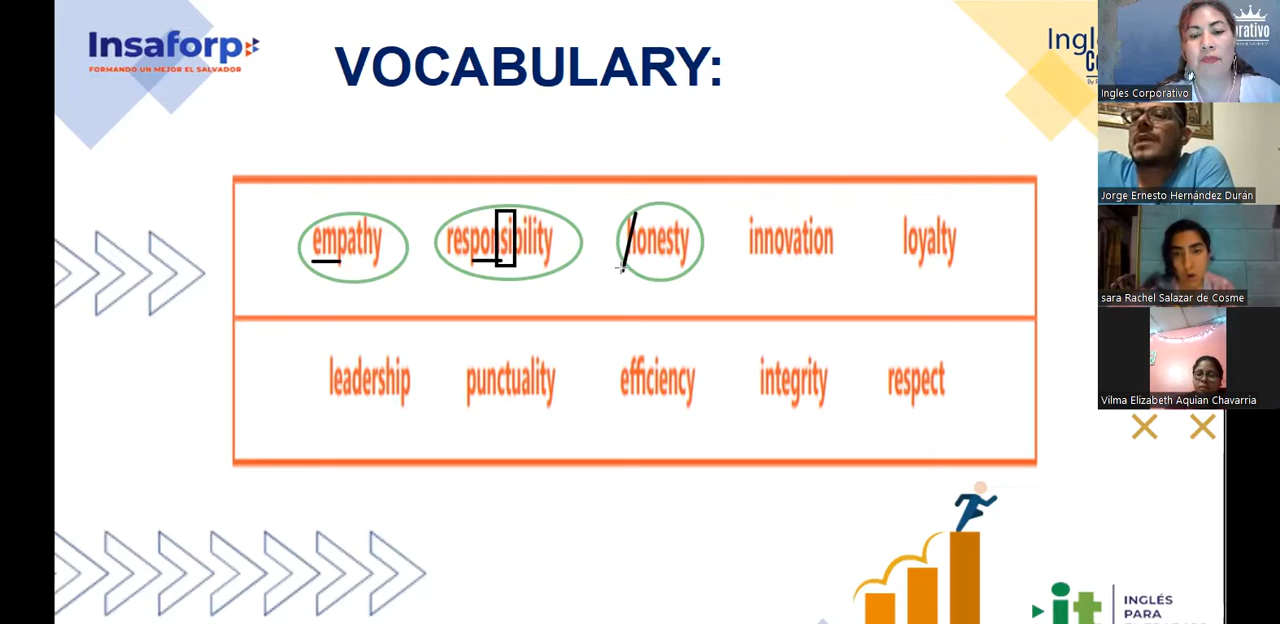 Insaforp
FORMANDO UN MEJOR EL SALVADOR
VOCABULARY:
empathy responsibility honesty innovation loyalty
leadership punctuality efficiency integrity respect
Ingles Corporativo
Jorge Ernesto Hernández Durán
sara Rachel Salazar de Cosme
Vilma Elizabeth Aquian Chavarria
it
INGLÉS
PARA